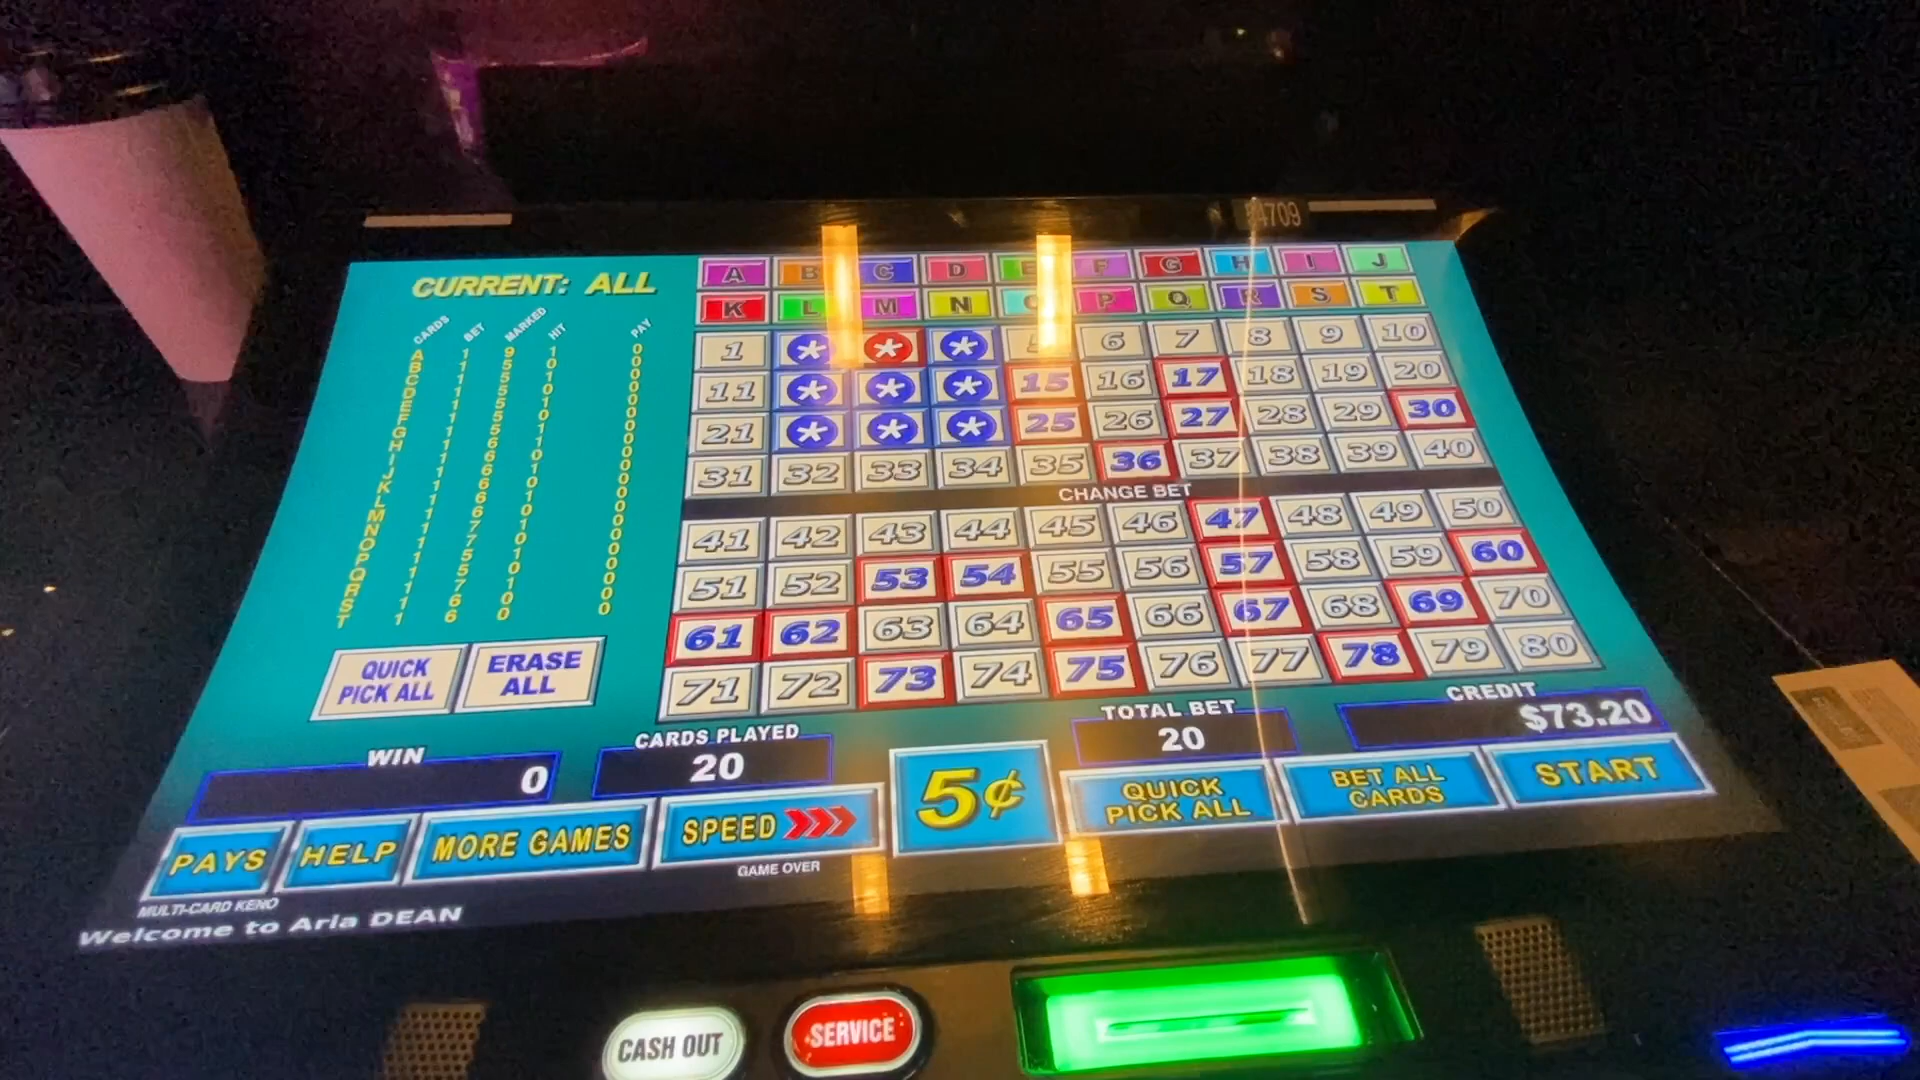 4709
CURRENT: ALL
A B C D E F G H I J
K L M N P Q R S T
CARDS BET MARKED HIT PAY
A B C D E F G H I J K L M N O P Q R S T
1 * * * 6 7 8 9 10
11 * * * 15 16 17 18 19 20
21 * * * 25 26 27 28 29 30
31 32 33 34 35 36 37 38 39 40
CHANGE BET
41 42 43 44 45 46 47 48 49 50
51 52 53 54 55 56 57 58 59 60
61 62 63 64 65 66 67 68 69 70
71 72 73 74 75 76 77 78 79 80
QUICK PICK ALL
ERASE ALL
WIN
0
CARDS PLAYED
20
TOTAL BET
20
CREDIT
$73.20
PAYS
HELP
MORE GAMES
SPEED
5¢
QUICK PICK ALL
BET ALL CARDS
START
MULTI-CARD KENO
GAME OVER
Welcome to Aria DEAN
CASH OUT
SERVICE